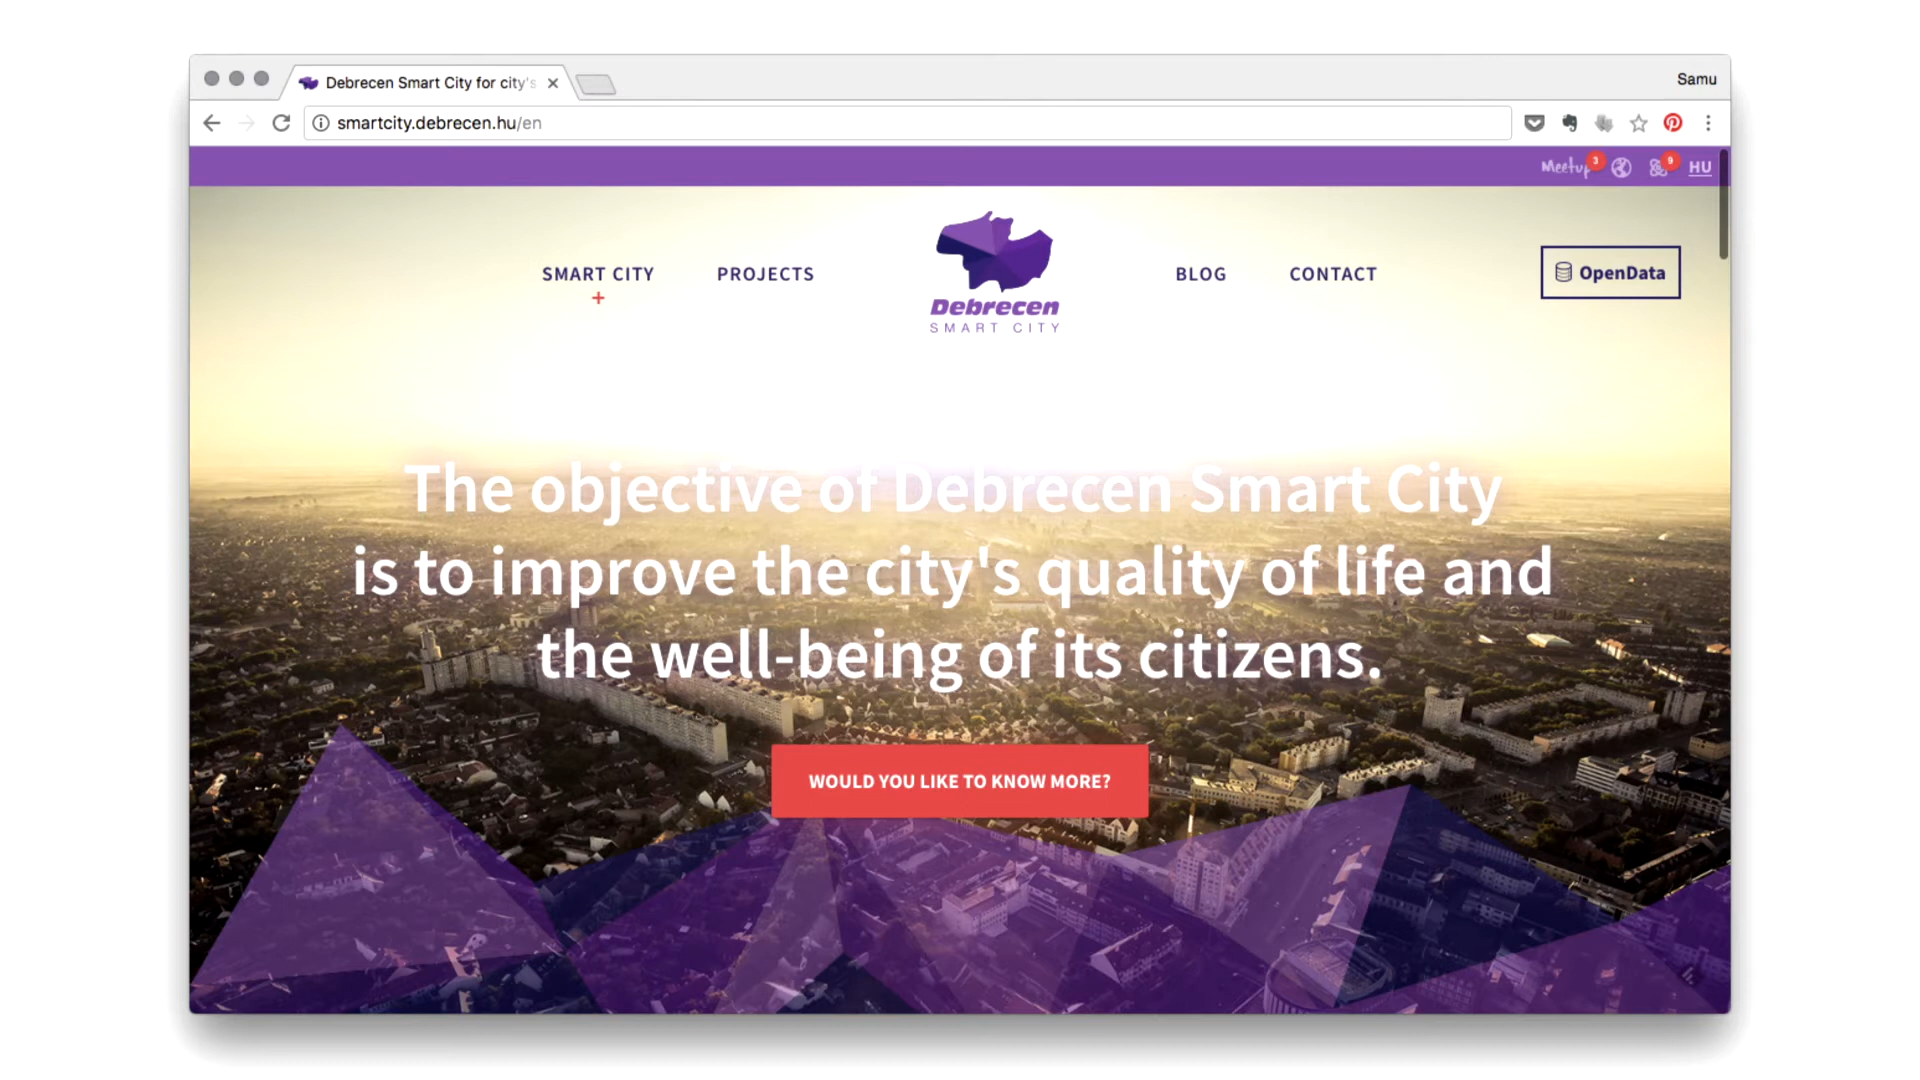 Debrecen Smart City for city's
Samu
smartcity.debrecen.hu/en
Meetup 3 9 HU
SMART CITY
PROJECTS
Debrecen
SMART CITY
BLOG
CONTACT
OpenData
The objective of Debrecen Smart City
is to improve the city's quality of life and
the well-being of its citizens.
WOULD YOU LIKE TO KNOW MORE?